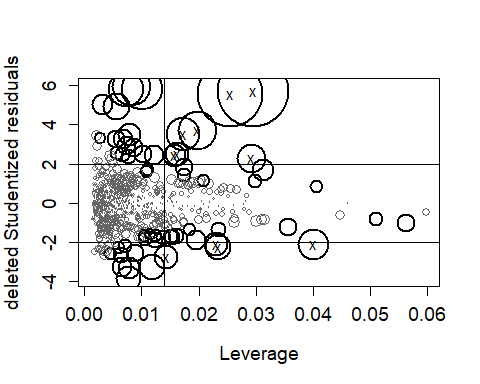 deleted Studentized residuals
6
4
2
0
-2
-4
x
x
x
x
x
x
x
x
x
x
0.00 0.01 0.02 0.03 0.04 0.05 0.06
Leverage